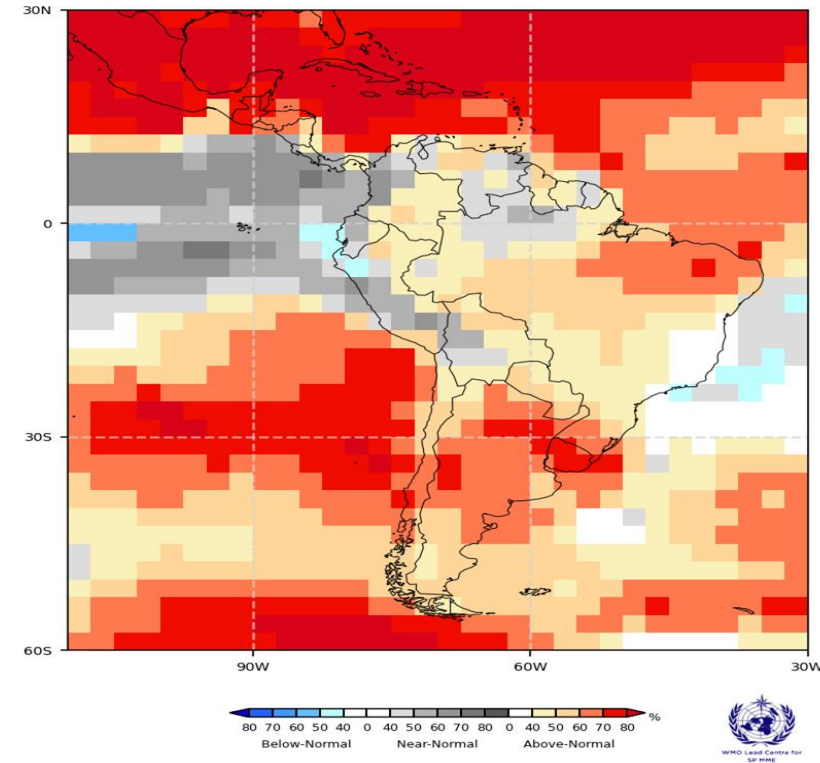 30N
0
30S
60S
90W 60W 30W
80 70 60 50 40 0 40 50 60 70 80 0 40 50 60 70 80 %
Below-Normal Near-Normal Above-Normal
WMO Lead Centre for
SP MME